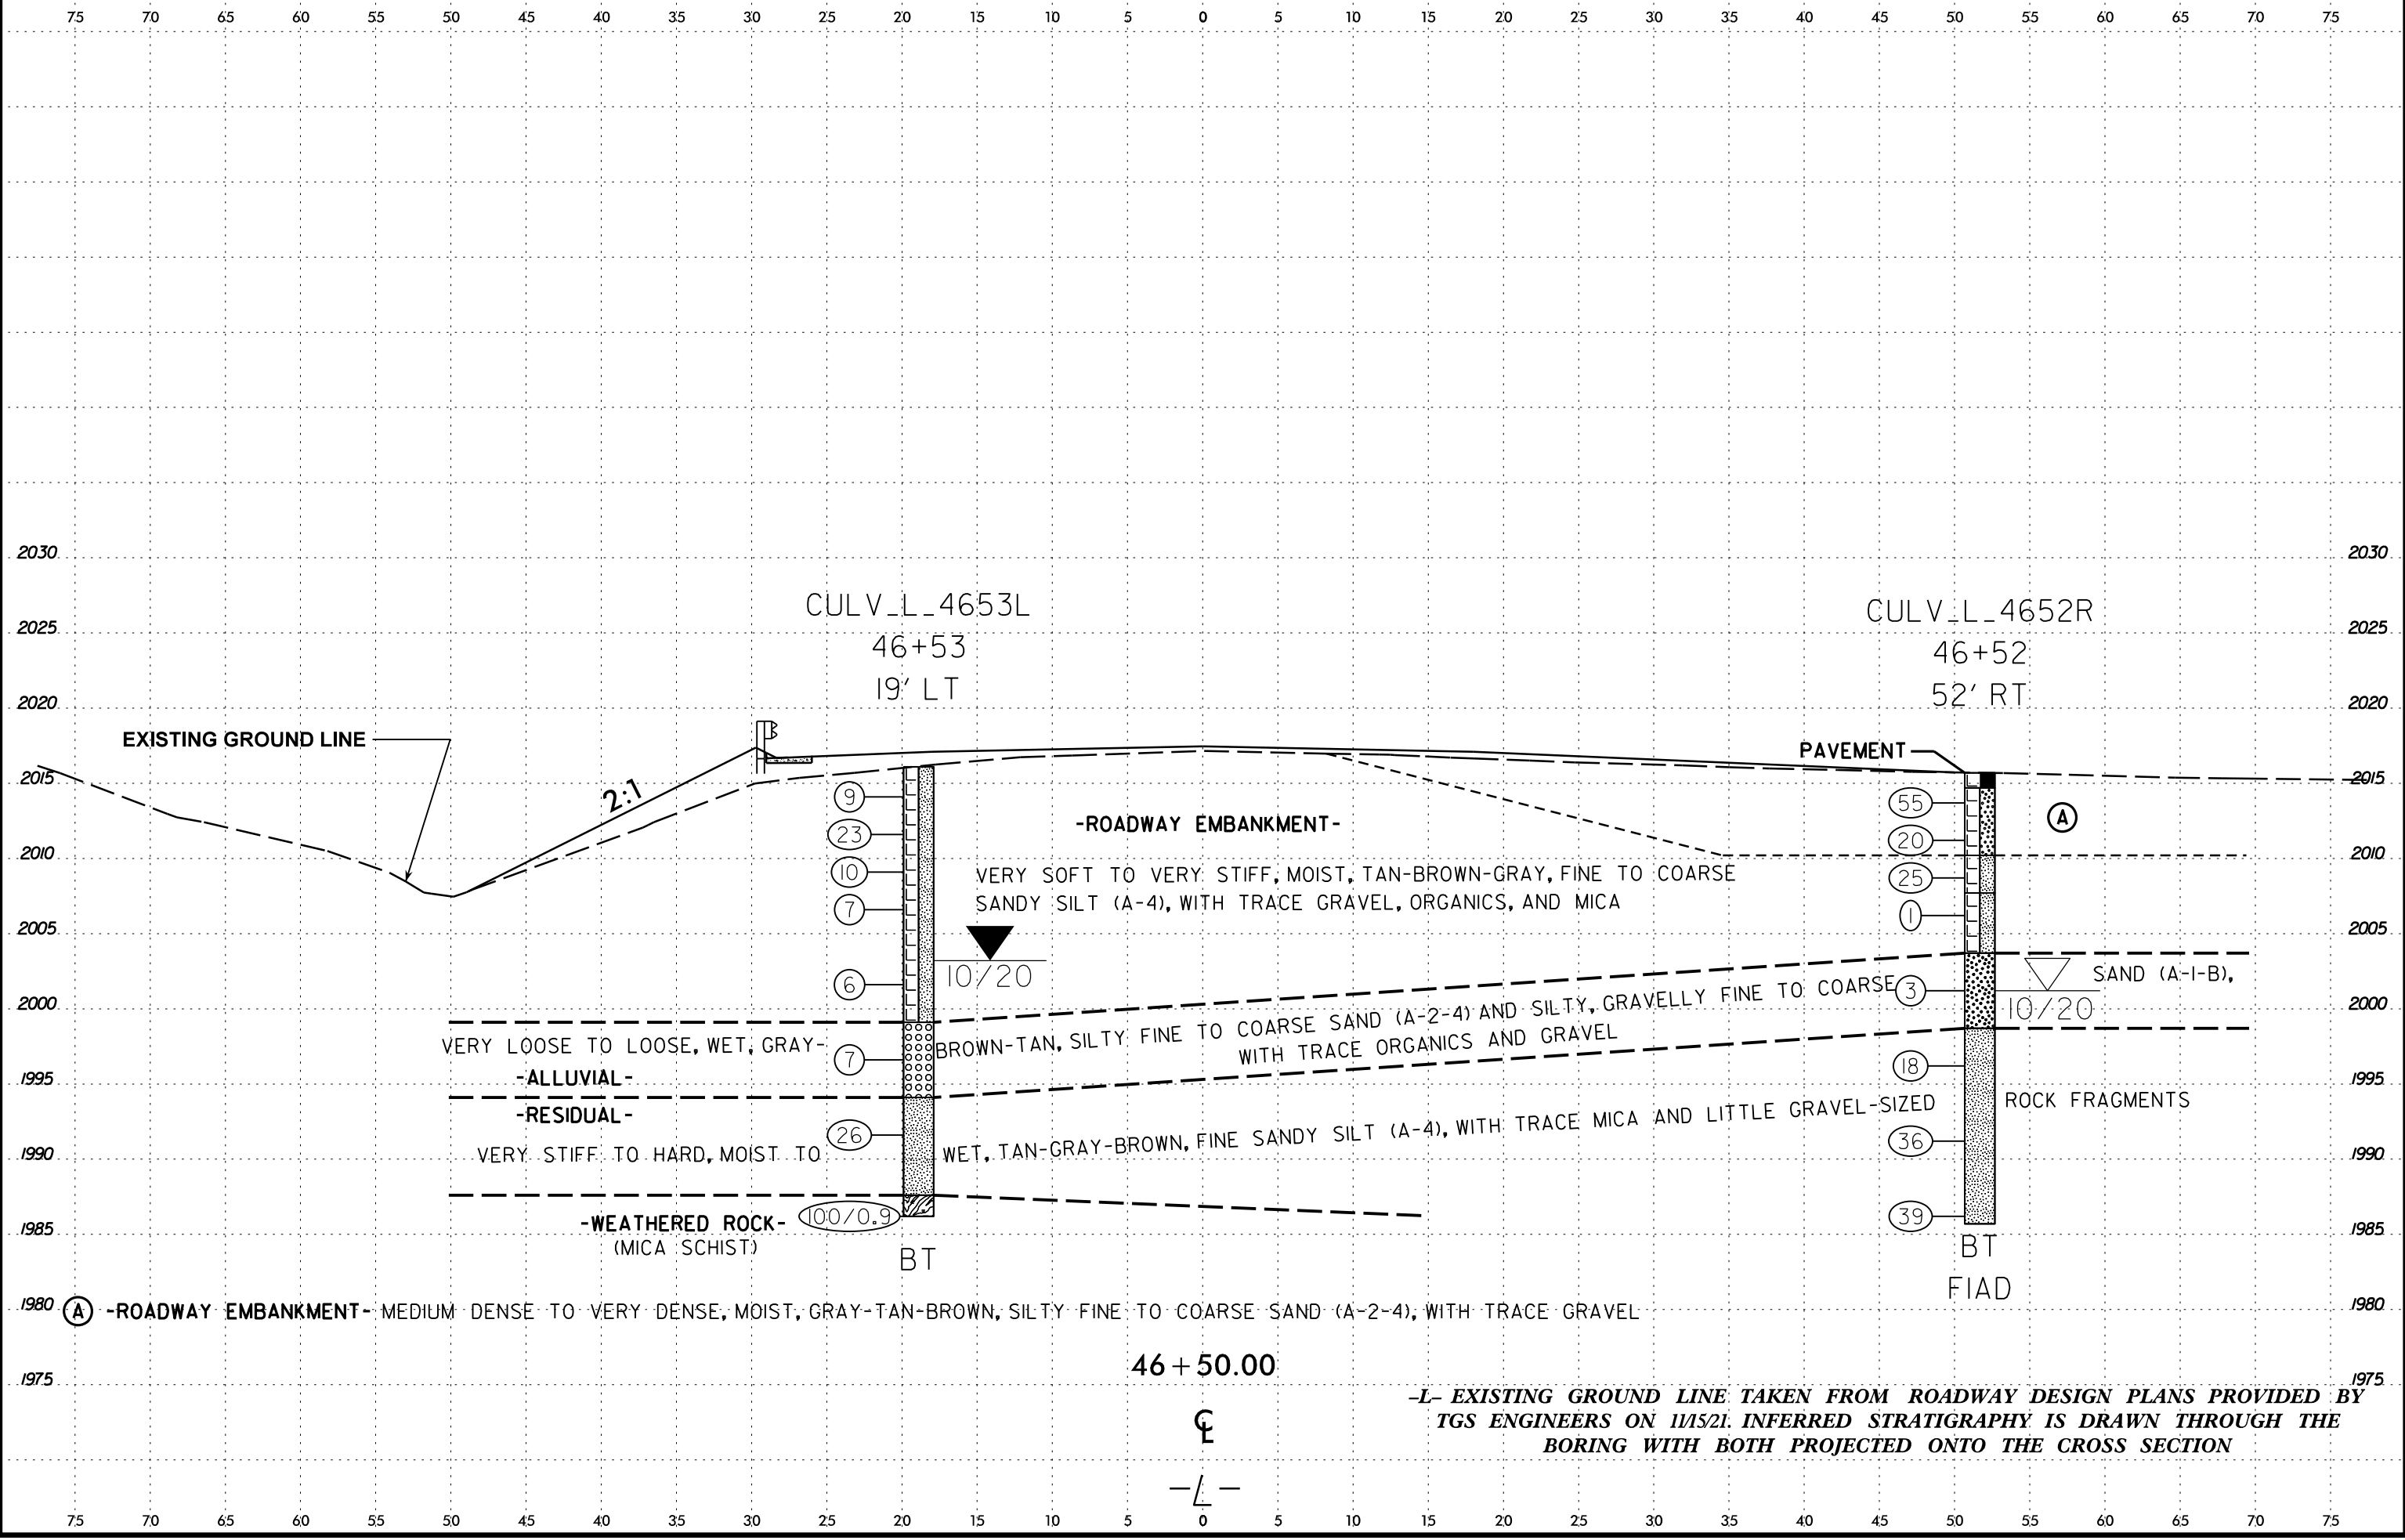 75 70 65 60 55 50 45 40 35 30 25 20 15 10 5 0 5 10 15 20 25 30 35 40 45 50 55 60 65 70 75
2030 2030
CULV_L_4653L CULV_L_4652R
2025 2025
46+53 46+52
19' LT 52' RT
2020 2020
EXISTING GROUND LINE
PAVEMENT
2015 2015
2:1
9 55
-ROADWAY EMBANKMENT- A
23 20
2010 2010
10 25
VERY SOFT TO VERY STIFF, MOIST, TAN-BROWN-GRAY, FINE TO COARSE
SANDY SILT (A-4), WITH TRACE GRAVEL, ORGANICS, AND MICA
7 1
2005 2005
10/20
6 3
2000 2000
10/20
VERY LOOSE TO LOOSE, WET, GRAY- BROWN-TAN, SILTY FINE TO COARSE SAND (A-2-4) AND SILTY, GRAVELLY FINE TO COARSE SAND (A-1-B),
WITH TRACE ORGANICS AND GRAVEL
7 18
-ALLUVIAL-
1995 1995
-RESIDUAL-
26 36
VERY STIFF TO HARD, MOIST TO WET, TAN-GRAY-BROWN, FINE SANDY SILT (A-4), WITH TRACE MICA AND LITTLE GRAVEL-SIZED ROCK FRAGMENTS
1990 1990
-WEATHERED ROCK- 100/0.9 39
(MICA SCHIST)
1985 1985
BT BT
FIAD
1980 1980
A -ROADWAY EMBANKMENT- MEDIUM DENSE TO VERY DENSE, MOIST, GRAY-TAN-BROWN, SILTY FINE TO COARSE SAND (A-2-4), WITH TRACE GRAVEL
46+50.00
1975 1975
-L- EXISTING GROUND LINE TAKEN FROM ROADWAY DESIGN PLANS PROVIDED BY
TGS ENGINEERS ON 11/15/21. INFERRED STRATIGRAPHY IS DRAWN THROUGH THE
BORING WITH BOTH PROJECTED ONTO THE CROSS SECTION
℄
-L-
75 70 65 60 55 50 45 40 35 30 25 20 15 10 5 0 5 10 15 20 25 30 35 40 45 50 55 60 65 70 75